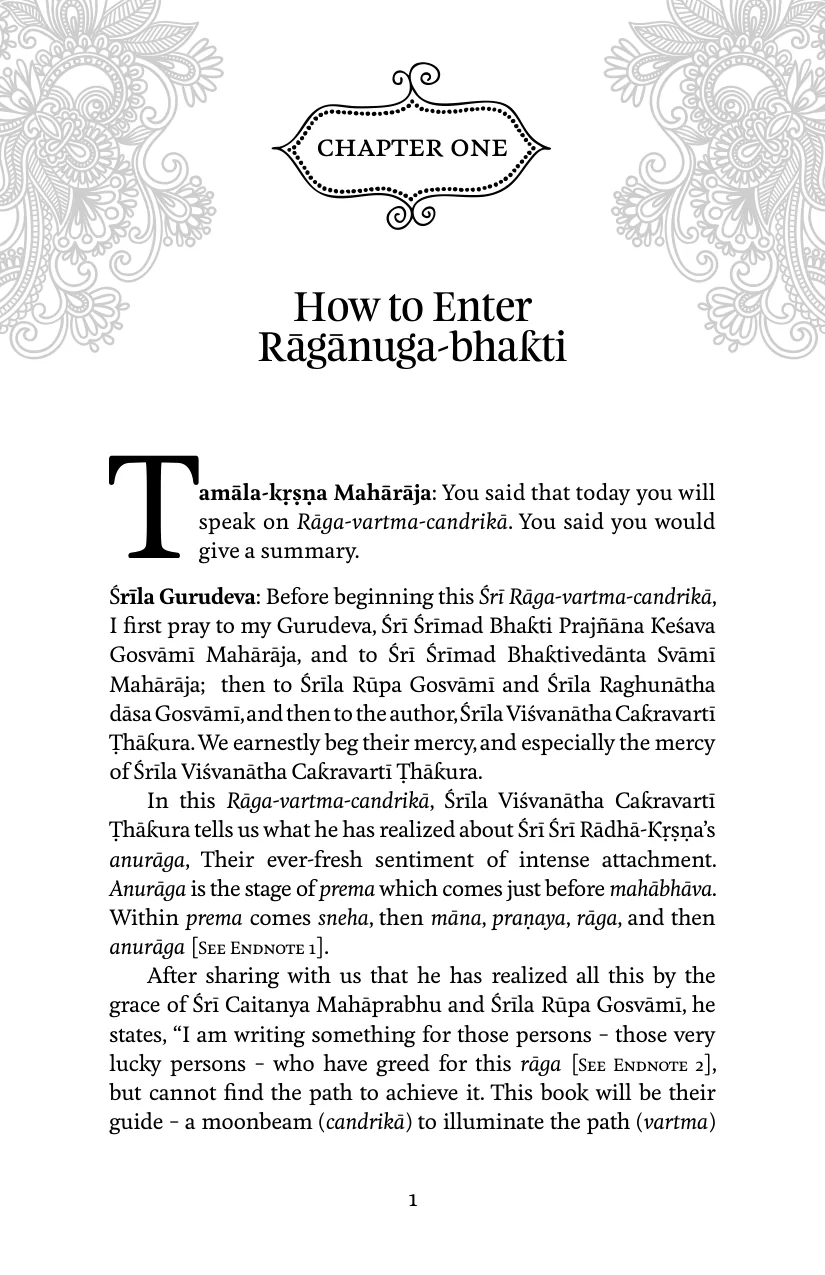 CHAPTER ONE
How to Enter
Rāgānuga-bhakti
Tamāla-kṛṣṇa Mahārāja: You said that today you will
speak on Rāga-vartma-candrikā. You said you would
give a summary.
Śrīla Gurudeva: Before beginning this Śrī Rāga-vartma-candrikā,
I first pray to my Gurudeva, Śrī Śrīmad Bhakti Prajñāna Keśava
Gosvāmī Mahārāja, and to Śrī Śrīmad Bhaktivedānta Svāmī
Mahārāja; then to Śrīla Rūpa Gosvāmī and Śrīla Raghunātha
dāsa Gosvāmī, and then to the author, Śrīla Viśvanātha Cakravartī
Ṭhākura. We earnestly beg their mercy, and especially the mercy
of Śrīla Viśvanātha Cakravartī Ṭhākura.
In this Rāga-vartma-candrikā, Śrīla Viśvanātha Cakravartī
Ṭhākura tells us what he has realized about Śrī Śrī Rādhā-Kṛṣṇa’s
anurāga, Their ever-fresh sentiment of intense attachment.
Anurāga is the stage of prema which comes just before mahābhāva.
Within prema comes sneha, then māna, praṇaya, rāga, and then
anurāga [See Endnote 1].
After sharing with us that he has realized all this by the
grace of Śrī Caitanya Mahāprabhu and Śrīla Rūpa Gosvāmī, he
states, “I am writing something for those persons – those very
lucky persons – who have greed for this rāga [See Endnote 2],
but cannot find the path to achieve it. This book will be their
guide – a moonbeam (candrikā) to illuminate the path (vartma)
1